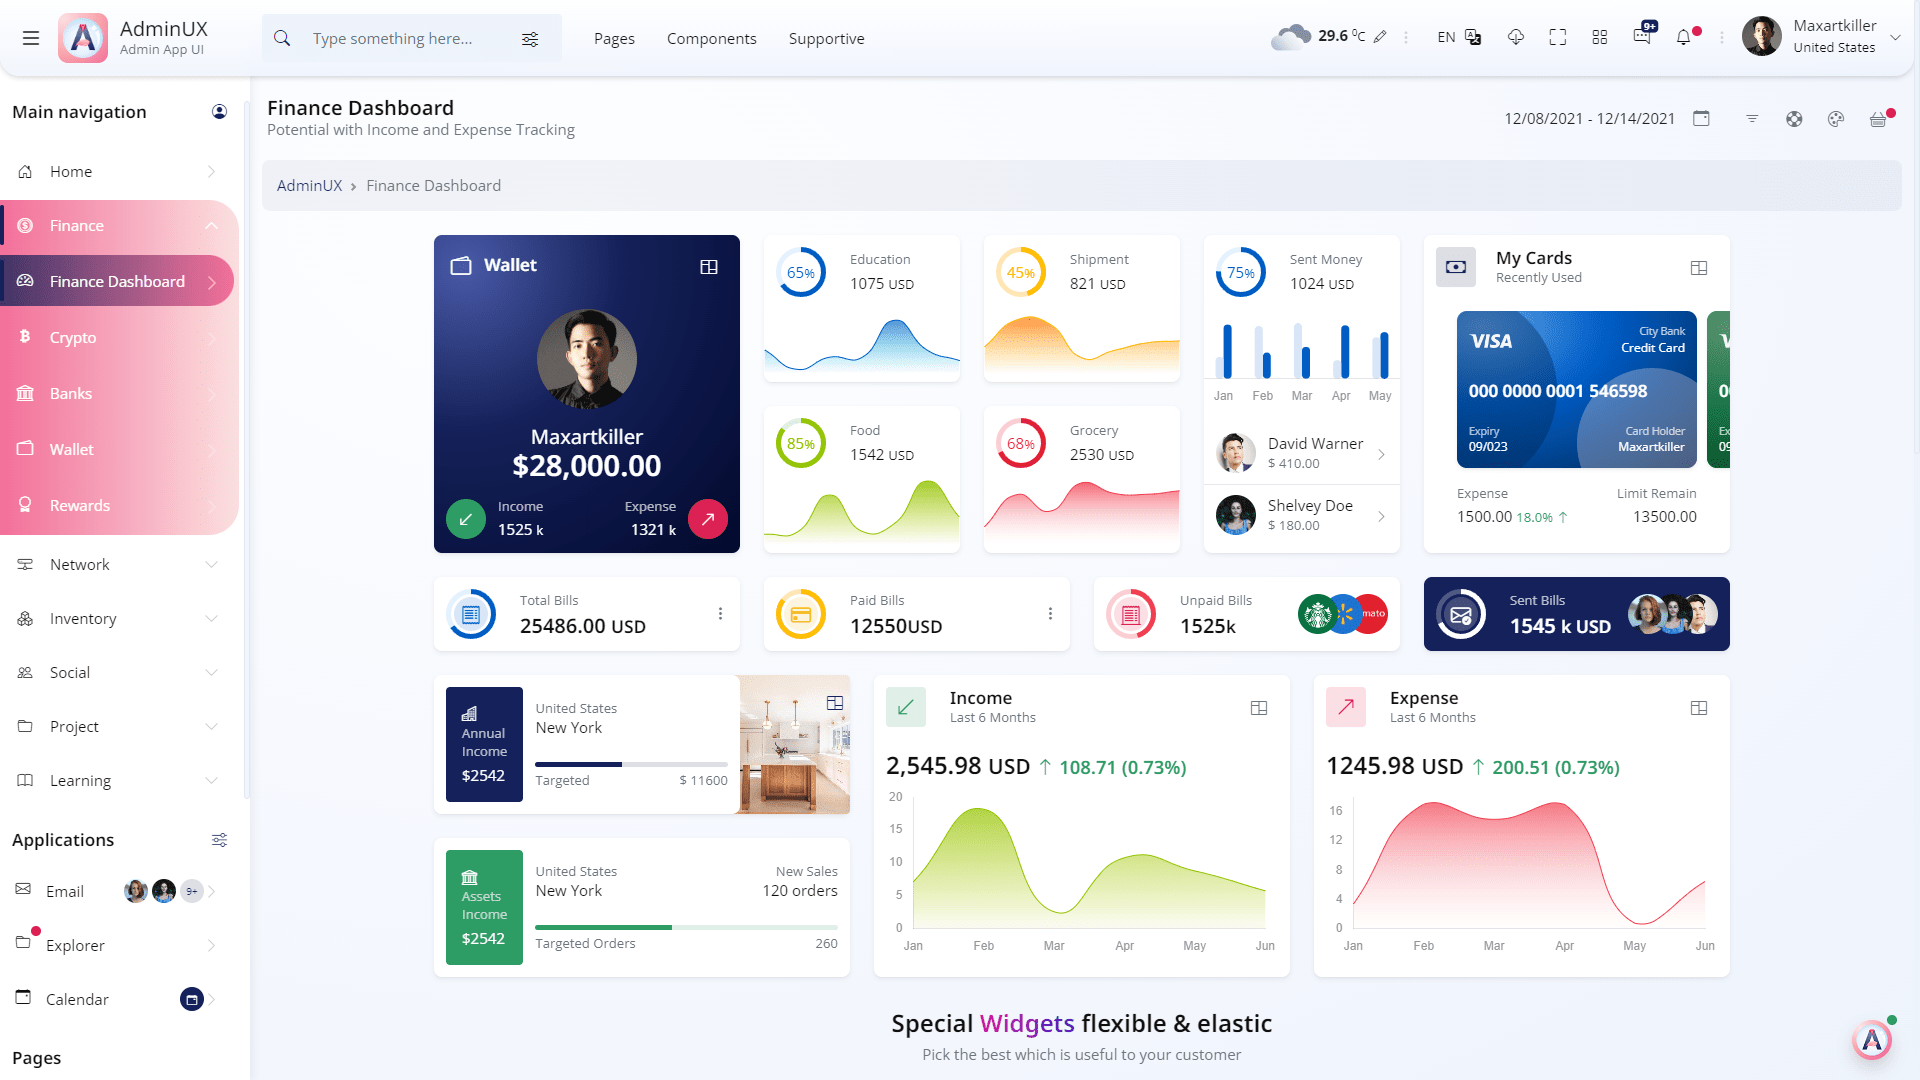 AdminUX
Admin App UI
Type something here...
Pages
Components
Supportive
29.6 °C
EN
9+
Maxartkiller
United States
Main navigation
Home
Finance
Finance Dashboard
Crypto
Banks
Wallet
Rewards
Network
Inventory
Social
Project
Learning
Applications
Email
9+
Explorer
Calendar
Pages
Finance Dashboard
Potential with Income and Expense Tracking
12/08/2021 - 12/14/2021
AdminUX › Finance Dashboard
Wallet
Maxartkiller
$28,000.00
Income
1525 k
Expense
1321 k
65%
Education
1075 USD
45%
Shipment
821 USD
85%
Food
1542 USD
68%
Grocery
2530 USD
75%
Sent Money
1024 USD
Jan Feb Mar Apr May
David Warner
$ 410.00
Shelvey Doe
$ 180.00
My Cards
Recently Used
VISA
City Bank
Credit Card
000 0000 0001 546598
Expiry
09/023
Card Holder
Maxartkiller
Expense
1500.00 18.0% ↑
Limit Remain
13500.00
Total Bills
25486.00 USD
Paid Bills
12550USD
Unpaid Bills
1525k
mato
Sent Bills
1545 k USD
Annual
Income
$2542
United States
New York
Targeted
$ 11600
Assets
Income
$2542
United States
New York
New Sales
120 orders
Targeted Orders
260
Income
Last 6 Months
2,545.98 USD ↑ 108.71 (0.73%)
20
15
10
5
0
Jan Feb Mar Apr May Jun
Expense
Last 6 Months
1245.98 USD ↑ 200.51 (0.73%)
16
12
8
4
0
Jan Feb Mar Apr May Jun
Special Widgets flexible & elastic
Pick the best which is useful to your customer